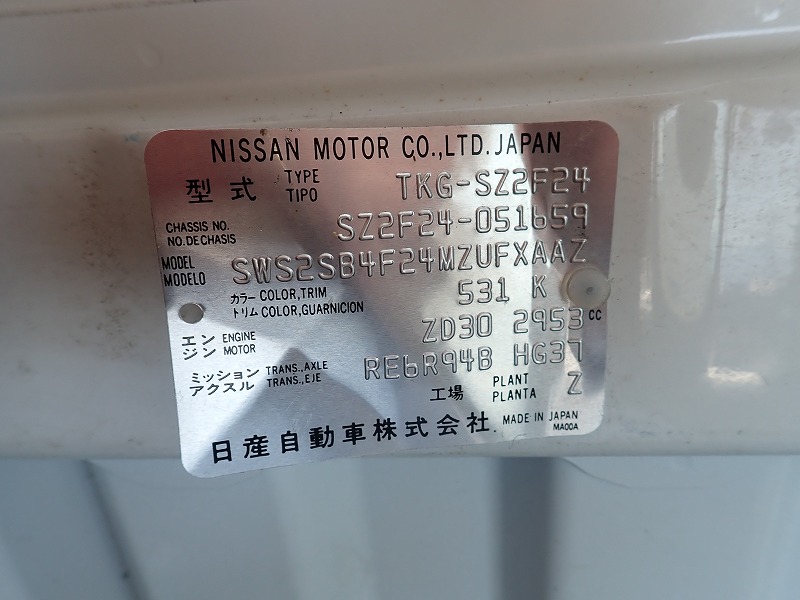 NISSAN MOTOR CO.,LTD. JAPAN
型式 TYPE TIPO TKG-SZ2F24
CHASSIS NO. NO.DE CHASIS SZ2F24-051659
MODEL MODELO SWS2SB4F24MZUFXAAZ
カラー COLOR,TRIM トリム COLOR,GUARNICION 531 K
エンジン ENGINE MOTOR ZD30 2953 cc
ミッション アクスル TRANS.,AXLE TRANS.,EJE RE6R94B HG37
工場 PLANT PLANTA Z
日産自動車株式会社. MADE IN JAPAN
MA00A